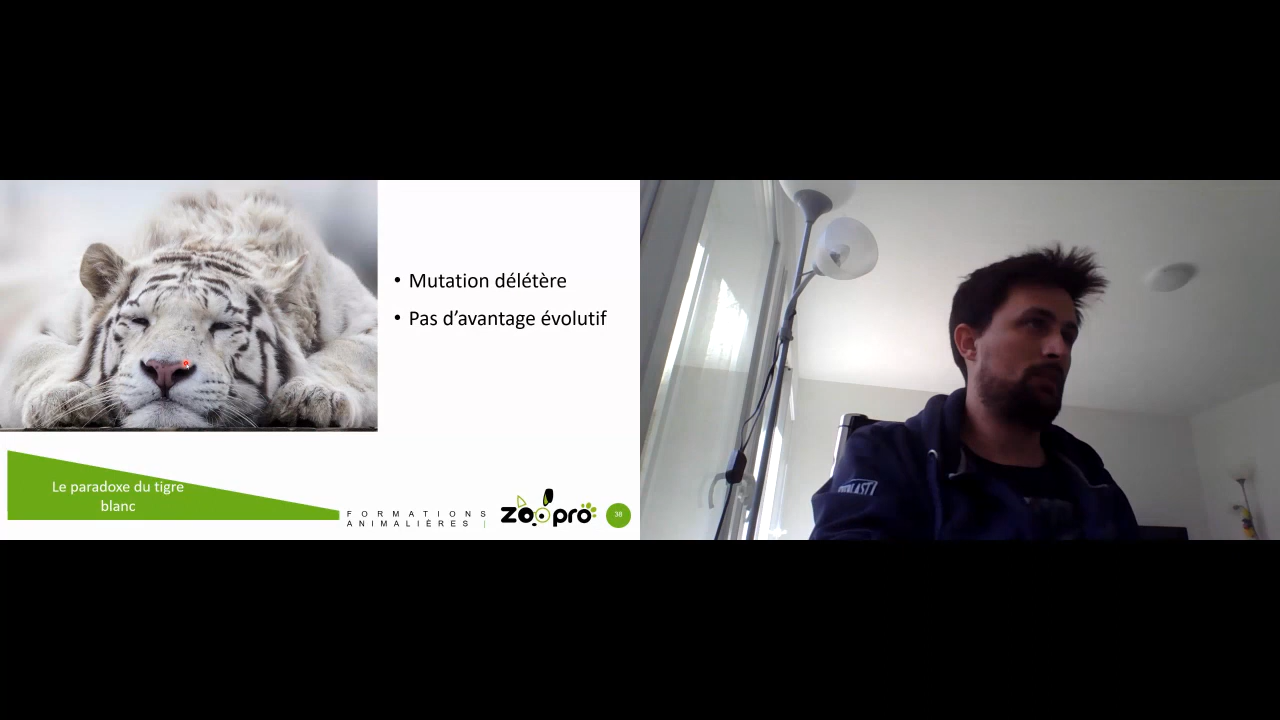 • Mutation délétère
• Pas d’avantage évolutif
Le paradoxe du tigre
blanc
FORMATIONS
ANIMALIÈRES |
zoopro
38